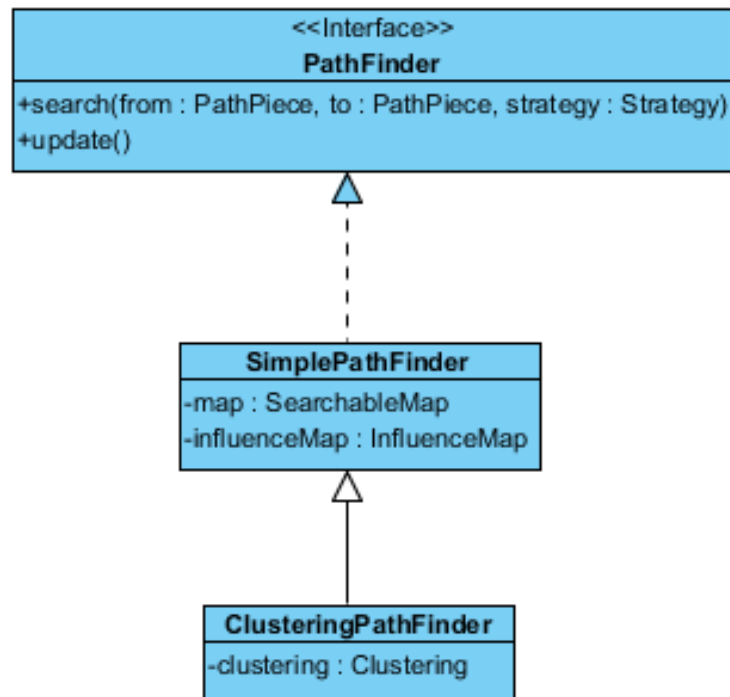 <<Interface>>
PathFinder
+search(from : PathPiece, to : PathPiece, strategy : Strategy)
+update()
SimplePathFinder
-map : SearchableMap
-influenceMap : InfluenceMap
ClusteringPathFinder
-clustering : Clustering